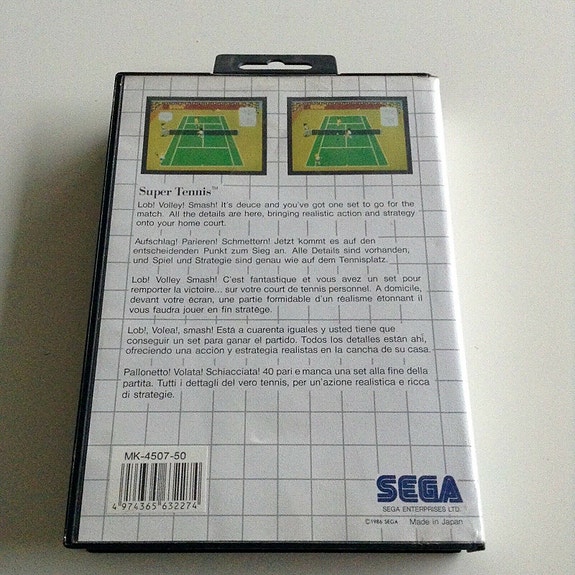 Super Tennis™
Lob! Volley! Smash! It's deuce and you've got one set to go for the
match. All the details are here, bringing realistic action and strategy
onto your home court.
Aufschlag! Parieren! Schmettern! Jetzt kommt es auf den
entscheidenden Punkt zum Sieg an. Alle Details sind vorhanden,
und Spiel und Strategie sind genau wie auf dem Tennisplatz.
Lob! Volley Smash! C'est fantastique et vous avez un set pour
remporter la victoire... sur votre court de tennis personnel. A domicile,
devant votre écran, une partie formidable d'un réalisme étonnant il
vous faudra jouer en fin stratège.
Lob!, Volea!, smash! Está a cuarenta iguales y usted tiene que
conseguir un set para ganar el partido. Todos los detalles están ahí,
ofreciendo una acción y estrategia realistas en la cancha de su casa.
Pallonetto! Volata! Schiacciata! 40 pari e manca una set alla fine della
partita. Tutti i dettagli del vero tennis, per un'azione realistica e ricca
di strategie.
MK-4507-50
4 974365 632274
SEGA
SEGA ENTERPRISES LTD.
©1986 SEGA Made in Japan